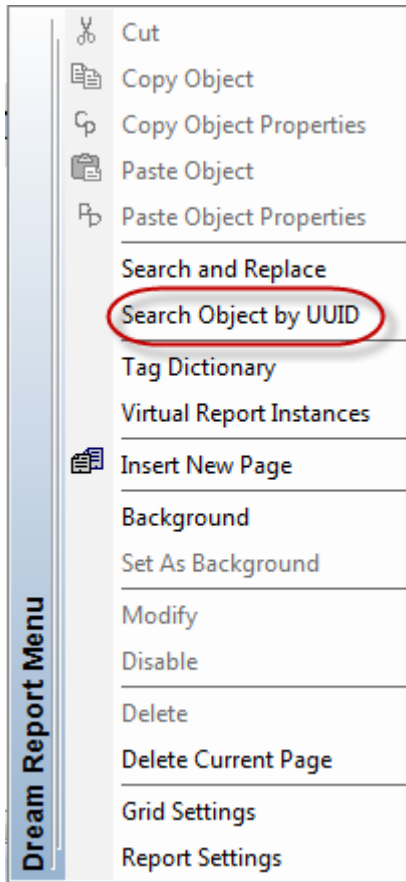 Cut
Copy Object
Copy Object Properties
Paste Object
Paste Object Properties
Search and Replace
Search Object by UUID
Tag Dictionary
Virtual Report Instances
Insert New Page
Background
Set As Background
Modify
Disable
Delete
Delete Current Page
Grid Settings
Report Settings
Dream Report Menu